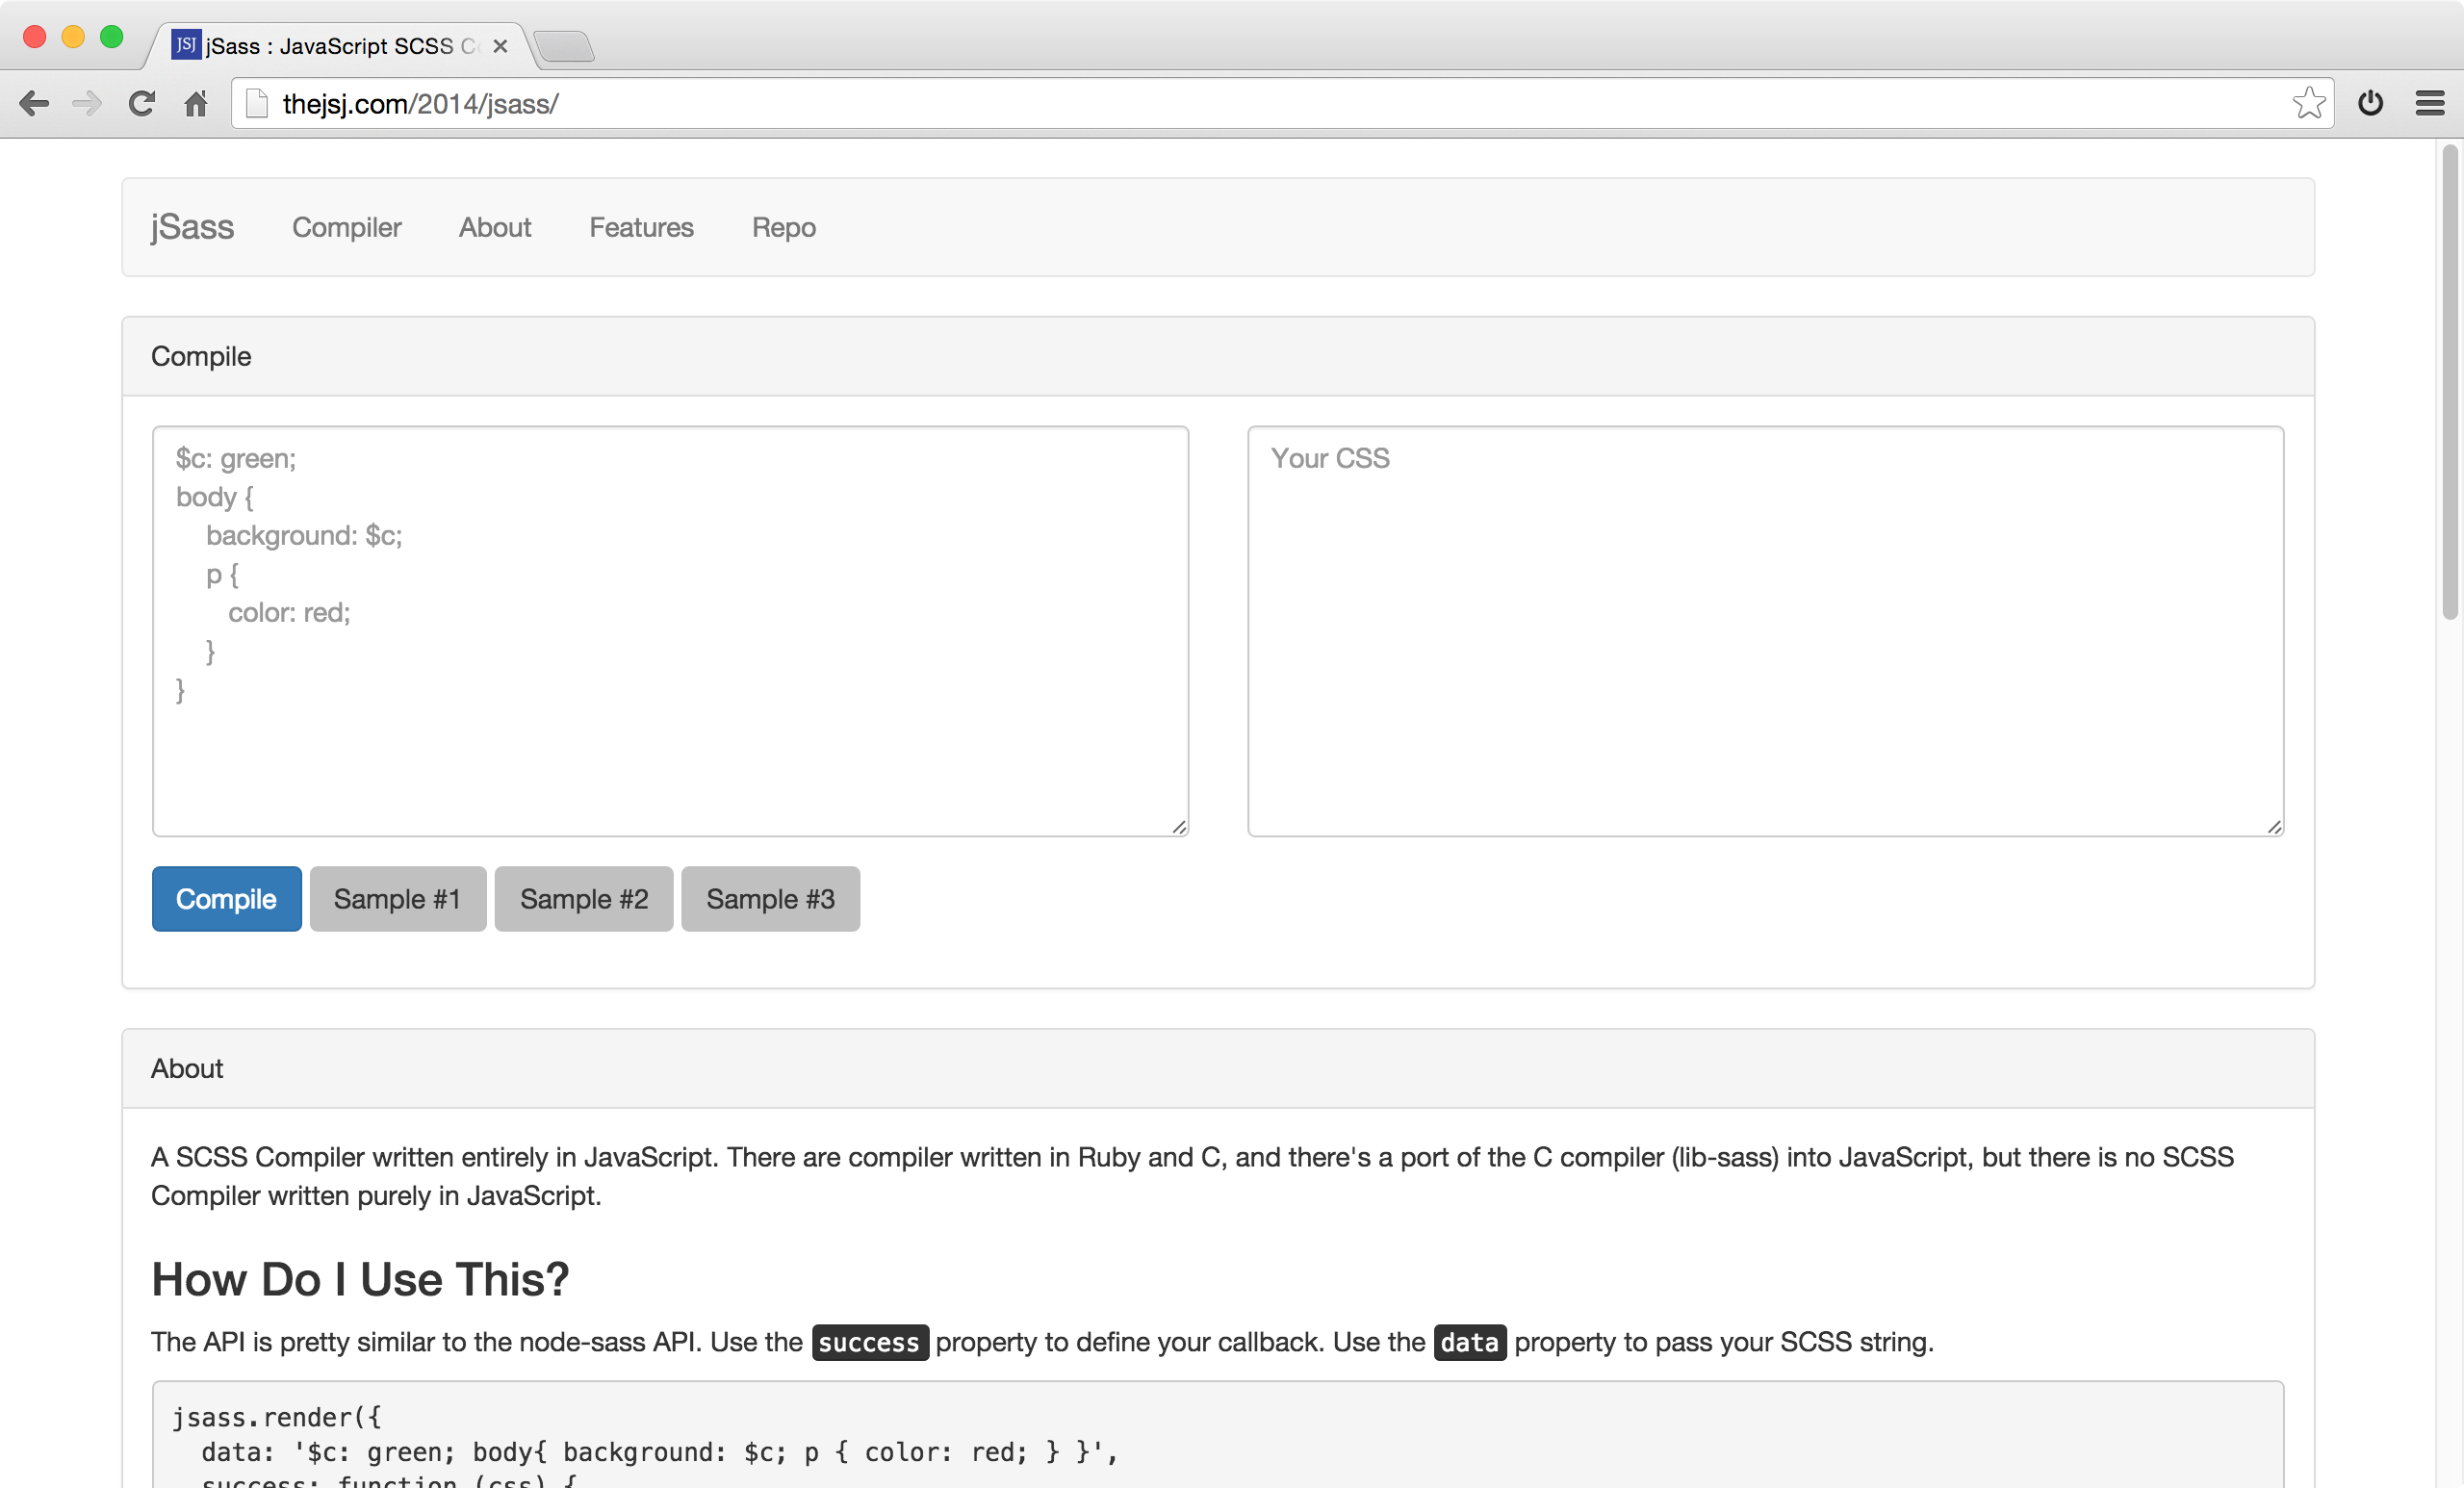 JSJ jSass : JavaScript SCSS
thejsj.com/2014/jsass/
jSass Compiler About Features Repo
Compile
$c: green;
body {
background: $c;
p {
color: red;
}
}
Your CSS
Compile Sample #1 Sample #2 Sample #3
About
A SCSS Compiler written entirely in JavaScript. There are compiler written in Ruby and C, and there's a port of the C compiler (lib-sass) into JavaScript, but there is no SCSS
Compiler written purely in JavaScript.
How Do I Use This?
The API is pretty similar to the node-sass API. Use the success property to define your callback. Use the data property to pass your SCSS string.
jsass.render({
data: '$c: green; body{ background: $c; p { color: red; } }',
success: function (css) {